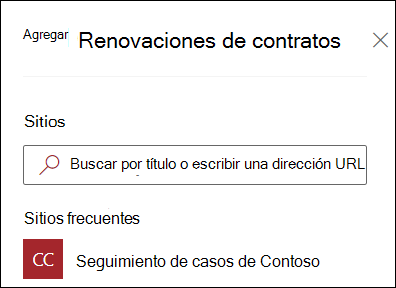 Agregar Renovaciones de contratos
Sitios
Buscar por título o escribir una dirección URL
Sitios frecuentes
CC Seguimiento de casos de Contoso